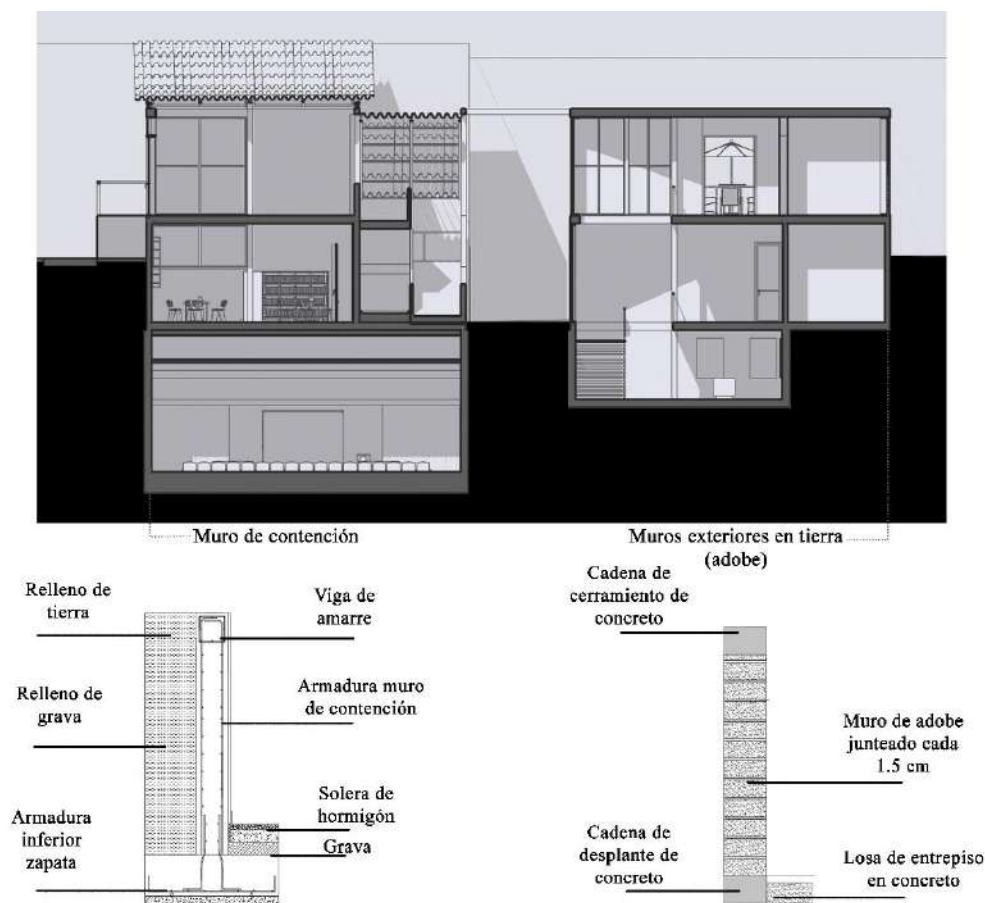 Muro de contención
Muros exteriores en tierra
(adobe)
Relleno de
tierra
Viga de
amarre
Relleno de
grava
Armadura muro
de contención
Armadura
inferior
zapata
Solera de
hormigón
Grava
Cadena de
cerramiento de
concreto
Muro de adobe
junteado cada
1.5 cm
Cadena de
desplante de
concreto
Losa de entrepiso
en concreto